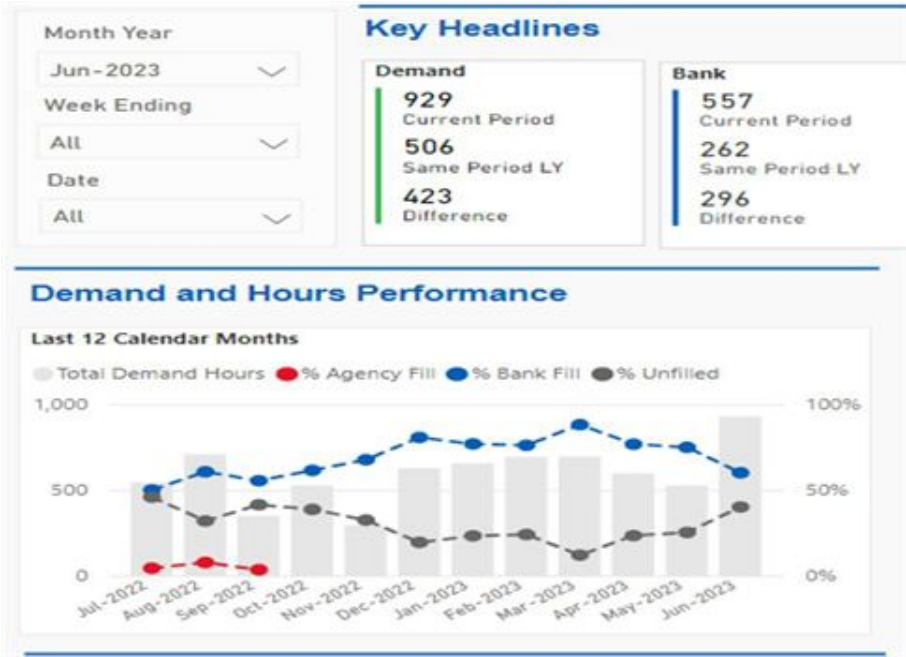 Month Year
Jun-2023
Week Ending
All
Date
All
Key Headlines
Demand
929
Current Period
506
Same Period LY
423
Difference
Bank
557
Current Period
262
Same Period LY
296
Difference
Demand and Hours Performance
Last 12 Calendar Months
Total Demand Hours % Agency Fill % Bank Fill % Unfilled
1,000 100%
500 50%
0 0%
Jul-2022 Aug-2022 Sep-2022 Oct-2022 Nov-2022 Dec-2022 Jan-2023 Feb-2023 Mar-2023 Apr-2023 May-2023 Jun-2023